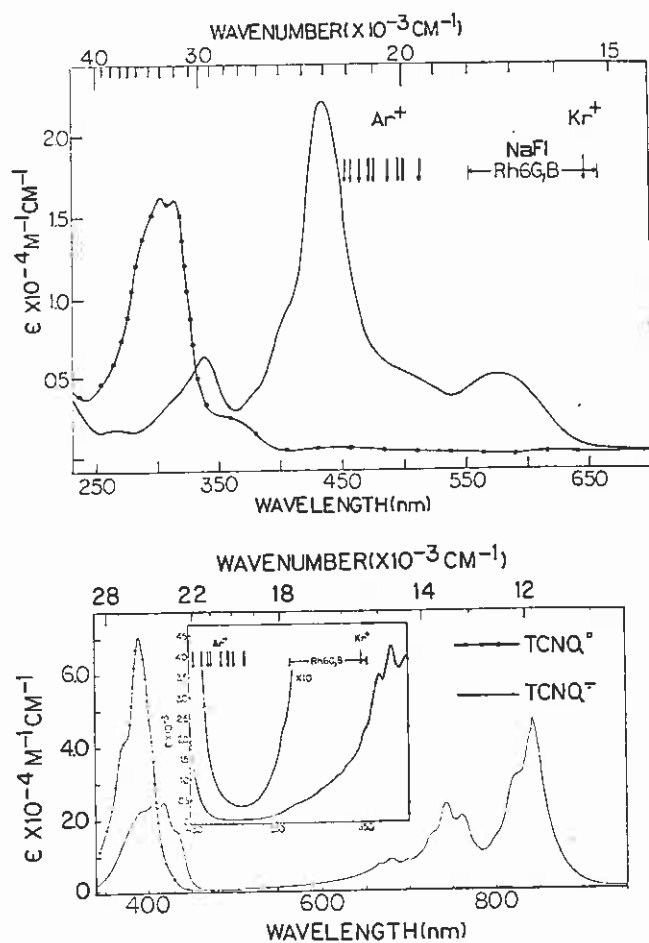 WAVENUMBER(X10⁻³CM⁻¹)
40 30 20 15
Ar⁺ Kr⁺
NaFl
Rh6G,B
2.0
1.5
1.0
0.5
0
ε X10⁻⁴M⁻¹CM⁻¹
250 350 450 550 650
WAVELENGTH(nm)
WAVENUMBER(X10⁻³CM⁻¹)
28 22 18 14 12
Ar⁺ Kr⁺
Rh6G,B
X10
TCNQ°
TCNQ⁻
6.0
4.0
2.0
0
ε X10⁻⁴M⁻¹CM⁻¹
400 600 800
WAVELENGTH(nm)